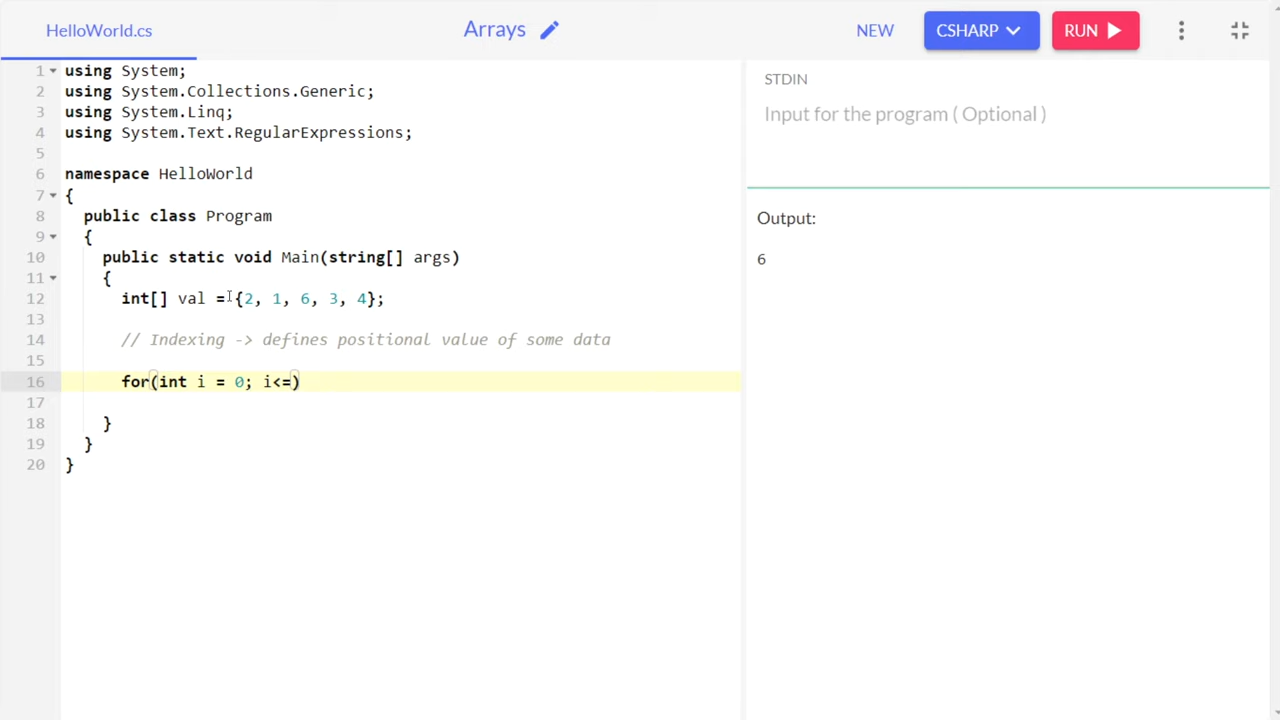 HelloWorld.cs
Arrays
NEW
CSHARP
RUN
1 using System;
2 using System.Collections.Generic;
3 using System.Linq;
4 using System.Text.RegularExpressions;
5
6 namespace HelloWorld
7 {
8 public class Program
9 {
10 public static void Main(string[] args)
11 {
12 int[] val = {2, 1, 6, 3, 4};
13
14 // Indexing -> defines positional value of some data
15
16 for(int i = 0; i<=)
17
18 }
19 }
20 }
STDIN
Input for the program ( Optional )
Output:
6